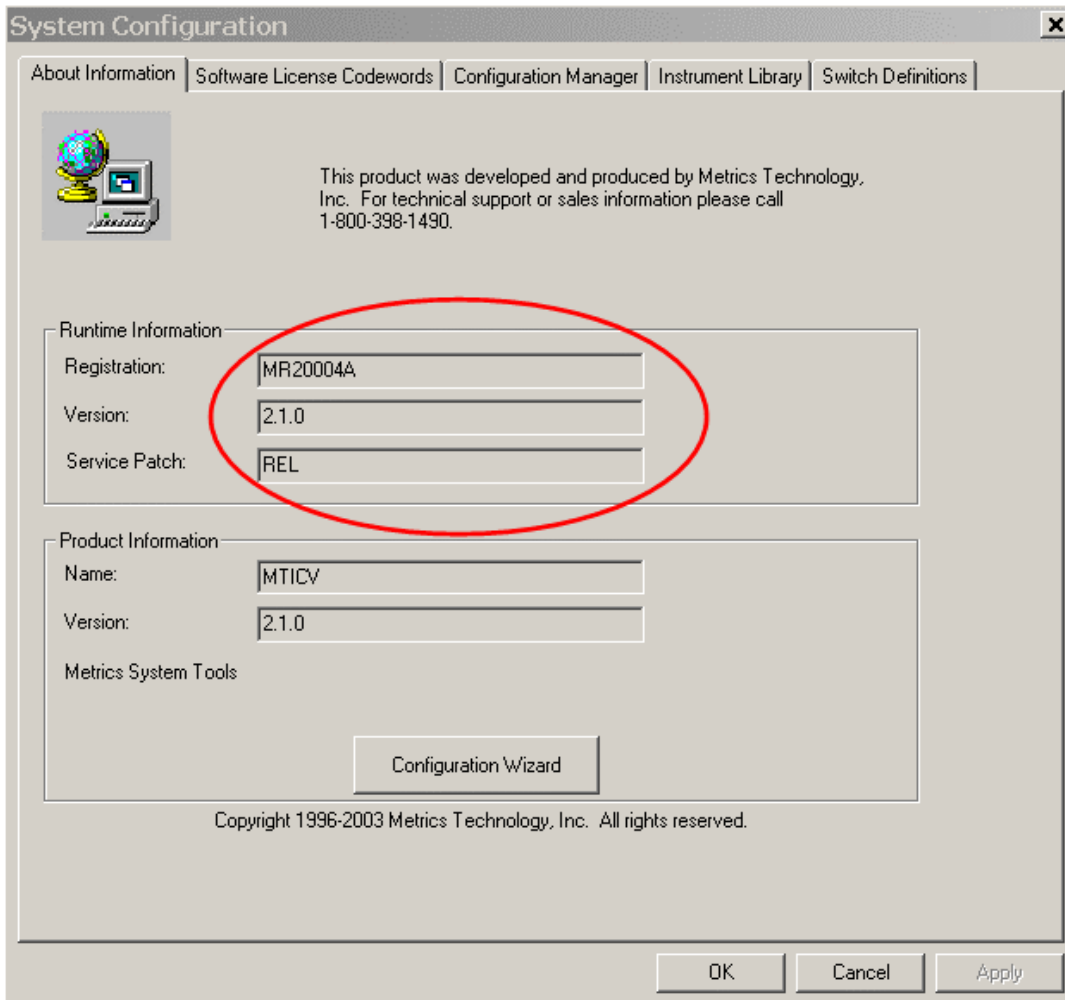 System Configuration
About Information
Software License Codewords
Configuration Manager
Instrument Library
Switch Definitions
This product was developed and produced by Metrics Technology,
Inc. For technical support or sales information please call
1-800-398-1490.
Runtime Information
Registration: MR20004A
Version: 2.1.0
Service Patch: REL
Product Information
Name: MTICV
Version: 2.1.0
Metrics System Tools
Configuration Wizard
Copyright 1996-2003 Metrics Technology, Inc. All rights reserved.
OK
Cancel
Apply